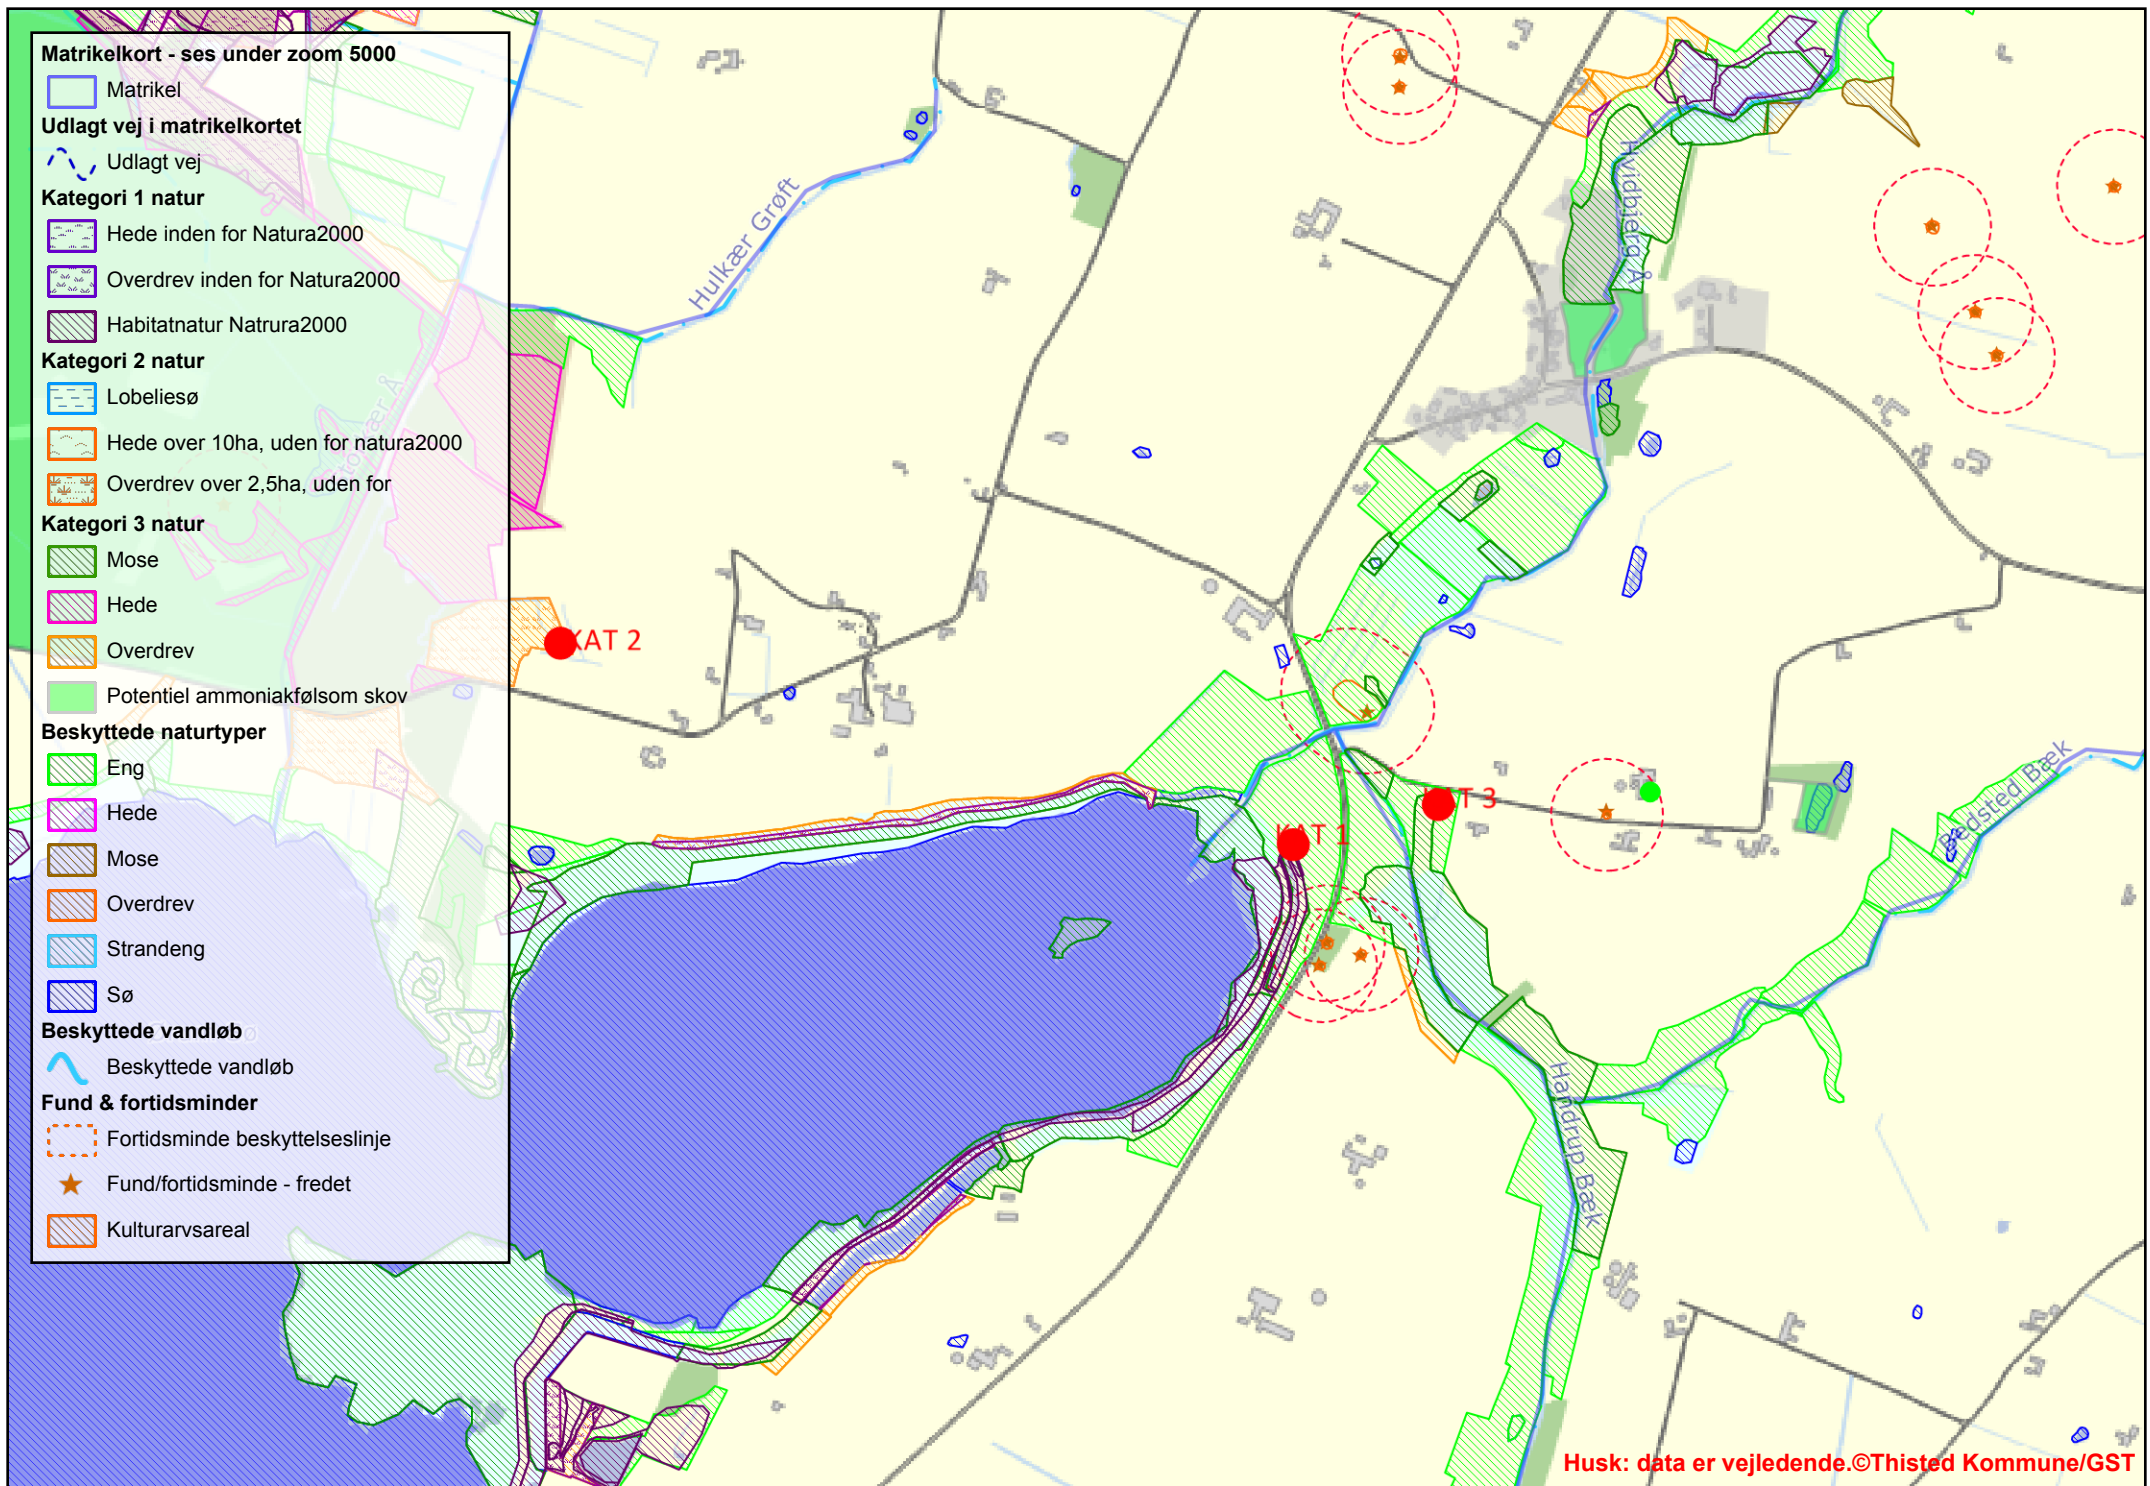 Matrikelkort - ses under zoom 5000
Matrikel
Udlagt vej i matrikelkortet
Udlagt vej
Kategori 1 natur
Hede inden for Natura2000
Overdrev inden for Natura2000
Habitatnatur Natrura2000
Kategori 2 natur
Lobeliesø
Hede over 10ha, uden for natura2000
Overdrev over 2,5ha, uden for
Kategori 3 natur
Mose
Hede
Overdrev
Potentiel ammoniakfølsom skov
Beskyttede naturtyper
Eng
Hede
Mose
Overdrev
Strandeng
Sø
Beskyttede vandløb
Beskyttede vandløb
Fund & fortidsminder
Fortidsminde beskyttelseslinje
Fund/fortidsminde - fredet
Kulturarvsareal
Hulkær Grøft
Hvidbjerg Å
KAT 2
KAT 3
KAT 1
Bedsted Bæk
Handrup Bæk
Husk: data er vejledende.©Thisted Kommune/GST